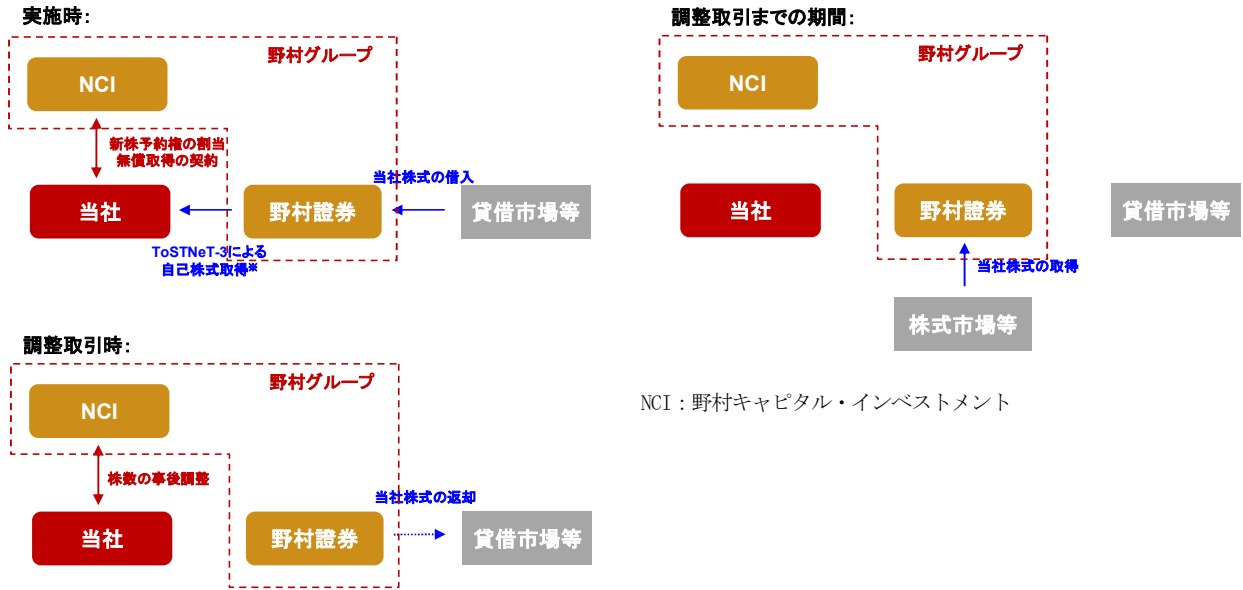 実施時：
野村グループ
NCI
新株予約権の割当
無償取得の契約
当社株式の借入
当社
野村證券
貸借市場等
ToSTNeT-3による
自己株式取得※
調整取引までの期間：
野村グループ
NCI
当社
野村證券
貸借市場等
当社株式の取得
株式市場等
調整取引時：
野村グループ
NCI
株数の事後調整
当社株式の返却
当社
野村證券
貸借市場等
NCI：野村キャピタル・インベストメント